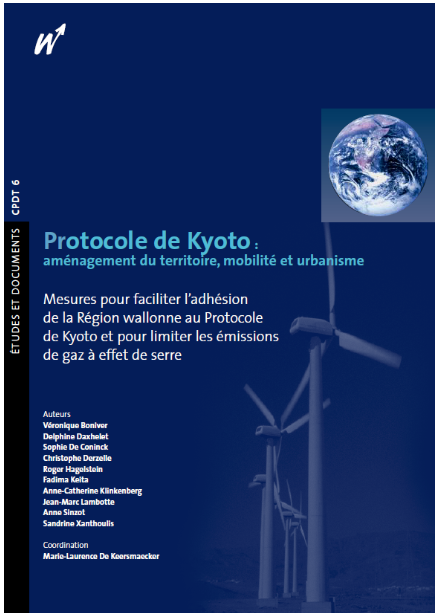 W
ÉTUDES ET DOCUMENTS CPDT 6
Protocole de Kyoto :
aménagement du territoire, mobilité et urbanisme
Mesures pour faciliter l'adhésion
de la Région wallonne au Protocole
de Kyoto et pour limiter les émissions
de gaz à effet de serre
Auteurs
Véronique Boniver
Delphine Daxhelet
Sophie De Coninck
Christophe Derzelle
Roger Hagelstein
Fadima Keita
Anne-Catherine Klinkenberg
Jean-Marc Lambotte
Anne Sinzot
Sandrine Xanthoulis
Coordination
Marie-Laurence De Keersmaecker